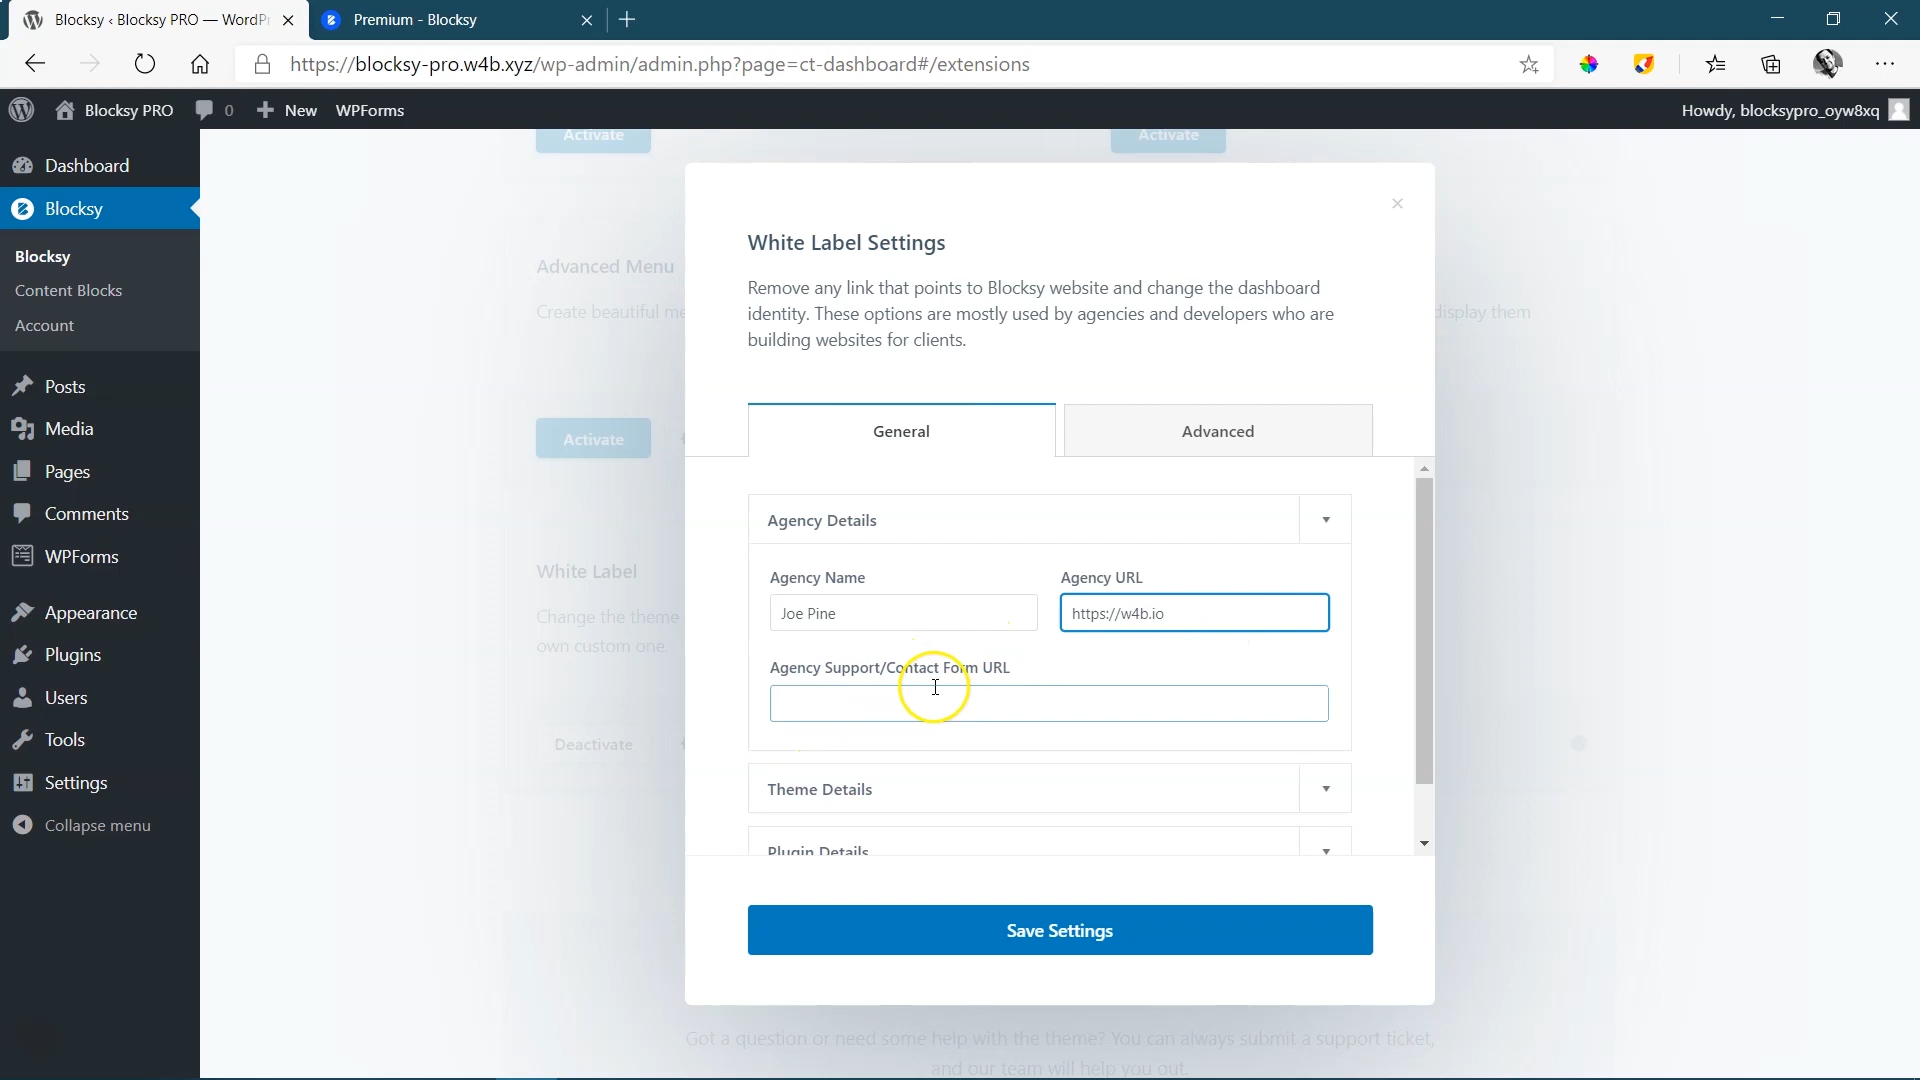 Blocksy ‹ Blocksy PRO — WordPr
Premium - Blocksy
https://blocksy-pro.w4b.xyz/wp-admin/admin.php?page=ct-dashboard#/extensions
Blocksy PRO
0
New
WPForms
Howdy, blocksypro_oyw8xq
Dashboard
Blocksy
Blocksy
Content Blocks
Account
Posts
Media
Pages
Comments
WPForms
Appearance
Plugins
Users
Tools
Settings
Collapse menu
Activate
Activate
Advanced Menu
Create beautiful me
display them
Activate
White Label
Change the theme
own custom one.
Deactivate
White Label Settings
Remove any link that points to Blocksy website and change the dashboard
identity. These options are mostly used by agencies and developers who are
building websites for clients.
General
Advanced
Agency Details
Agency Name
Agency URL
Joe Pine
https://w4b.io
Agency Support/Contact Form URL
Theme Details
Plugin Details
Save Settings
Got a question or need some help with the theme? You can always submit a support ticket,
and our team will help you out.